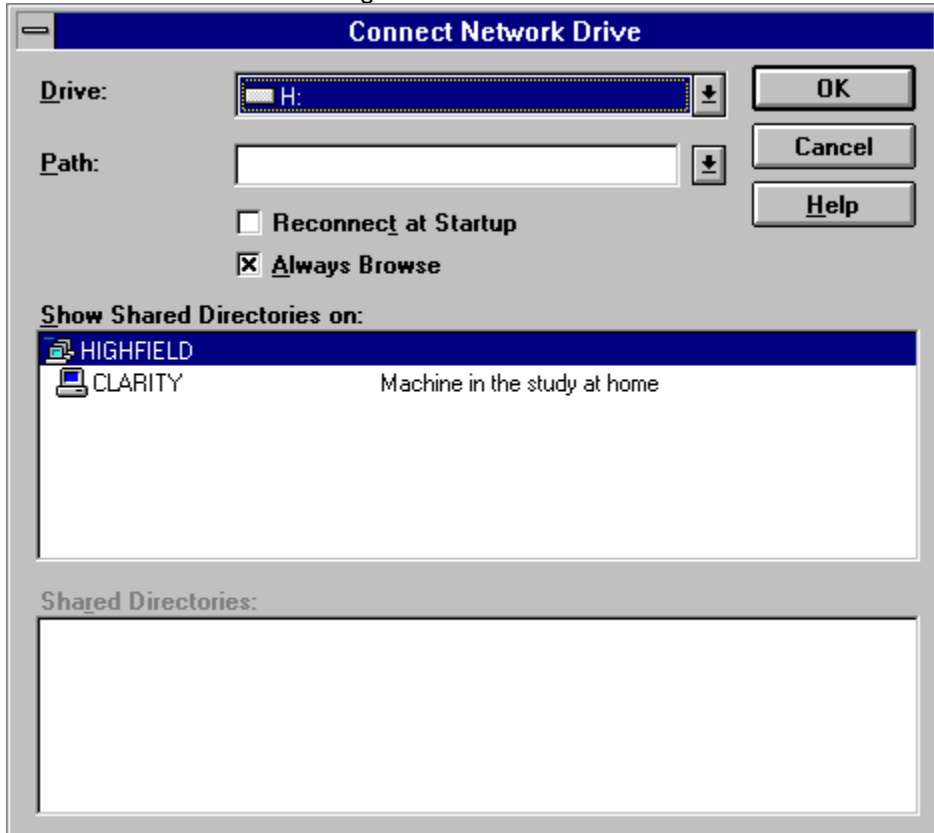 Connect Network Drive
Drive: H: OK
Path: Cancel
Help
Reconnect at Startup
Always Browse
Show Shared Directories on:
HIGHFIELD
CLARITY Machine in the study at home
Shared Directories: